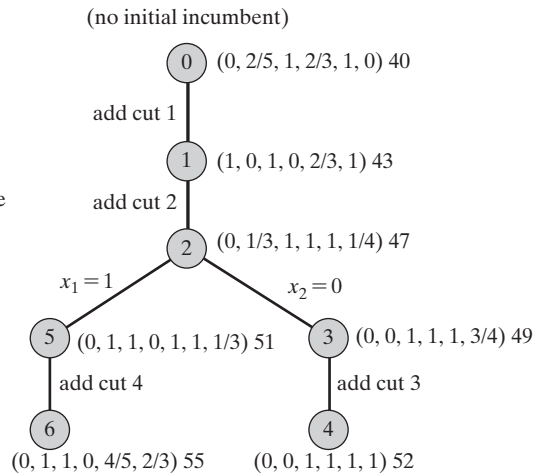 (no initial incumbent)
0 (0, 2/5, 1, 2/3, 1, 0) 40
add cut 1
1 (1, 0, 1, 0, 2/3, 1) 43
add cut 2
2 (0, 1/3, 1, 1, 1, 1/4) 47
x₁ = 1
x₂ = 0
5 (0, 1, 1, 0, 1, 1, 1/3) 51
3 (0, 0, 1, 1, 1, 3/4) 49
add cut 4
add cut 3
6
4
(0, 1, 1, 0, 4/5, 2/3) 55
(0, 0, 1, 1, 1, 1) 52